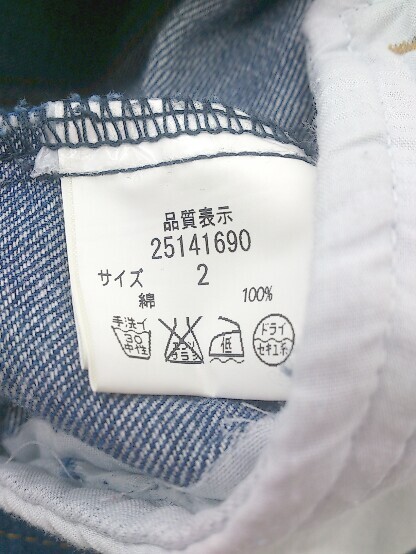 品質表示
25141690
サイズ 2
綿 100%
手洗イ 30 中性 エンソ サラシ 低 ドライ セキユ系